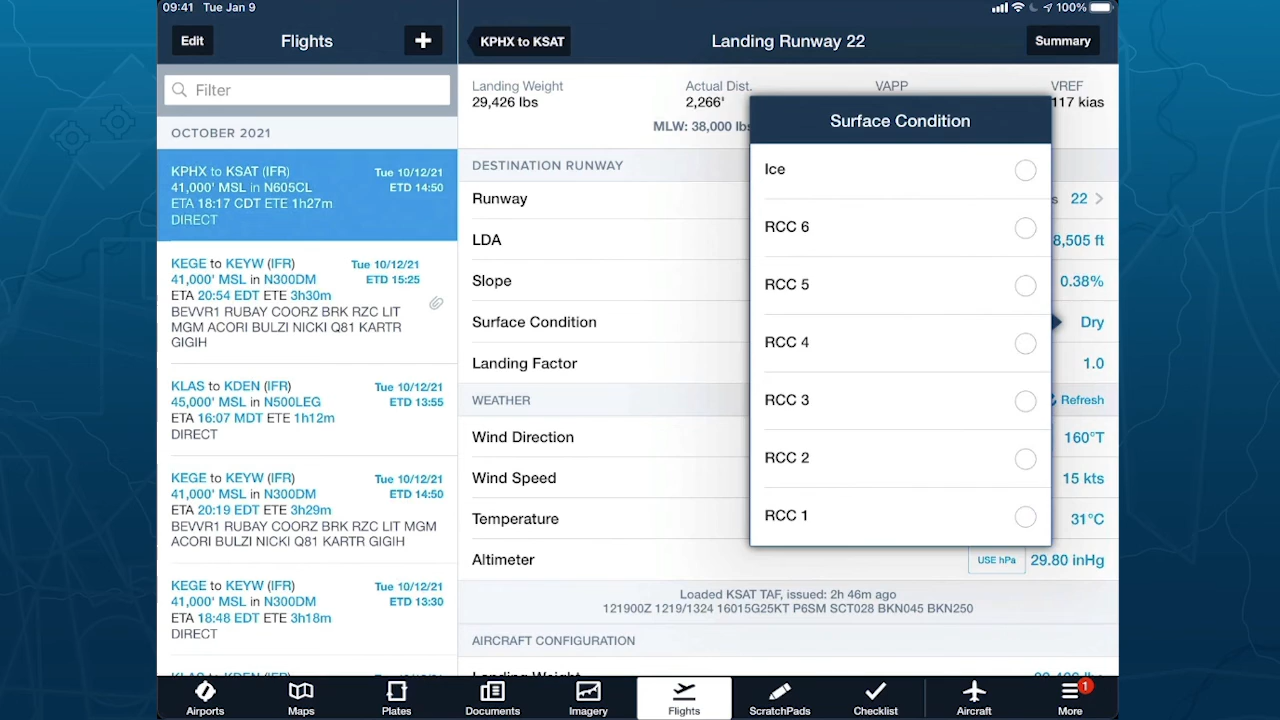 09:41 Tue Jan 9
100%
Edit
Flights
Filter
OCTOBER 2021
KPHX to KSAT (IFR) Tue 10/12/21
41,000' MSL in N605CL ETD 14:50
ETA 18:17 CDT ETE 1h27m
DIRECT
KEGE to KEYW (IFR) Tue 10/12/21
41,000' MSL in N300DM ETD 15:25
ETA 20:54 EDT ETE 3h30m
BEVVR1 RUBAY COORZ BRK RZC LIT
MGM ACORI BULZI NICKI Q81 KARTR
GIGIH
KLAS to KDEN (IFR) Tue 10/12/21
45,000' MSL in N500LEG ETD 13:55
ETA 16:07 MDT ETE 1h12m
DIRECT
KEGE to KEYW (IFR) Tue 10/12/21
41,000' MSL in N300DM ETD 14:50
ETA 20:19 EDT ETE 3h29m
BEVVR1 RUBAY COORZ BRK RZC LIT MGM
ACORI BULZI NICKI Q81 KARTR GIGIH
KEGE to KEYW (IFR) Tue 10/12/21
41,000' MSL in N300DM ETD 13:30
ETA 18:48 EDT ETE 3h18m
DIRECT
KPHX to KSAT
Landing Runway 22
Summary
Landing Weight Actual Dist. VAPP VREF
29,426 lbs 2,266' 117 kias
MLW: 38,000 lbs
DESTINATION RUNWAY
Runway 22
LDA 8,505 ft
Slope 0.38%
Surface Condition Dry
Landing Factor 1.0
WEATHER Refresh
Wind Direction 160°T
Wind Speed 15 kts
Temperature 31°C
Altimeter USE hPa 29.80 inHg
Loaded KSAT TAF, issued: 2h 46m ago
121900Z 1219/1324 16015G25KT P6SM SCT028 BKN045 BKN250
AIRCRAFT CONFIGURATION
Landing Weight
Surface Condition
Ice
RCC 6
RCC 5
RCC 4
RCC 3
RCC 2
RCC 1
Airports
Maps
Plates
Documents
Imagery
Flights
ScratchPads
Checklist
Aircraft
More
1